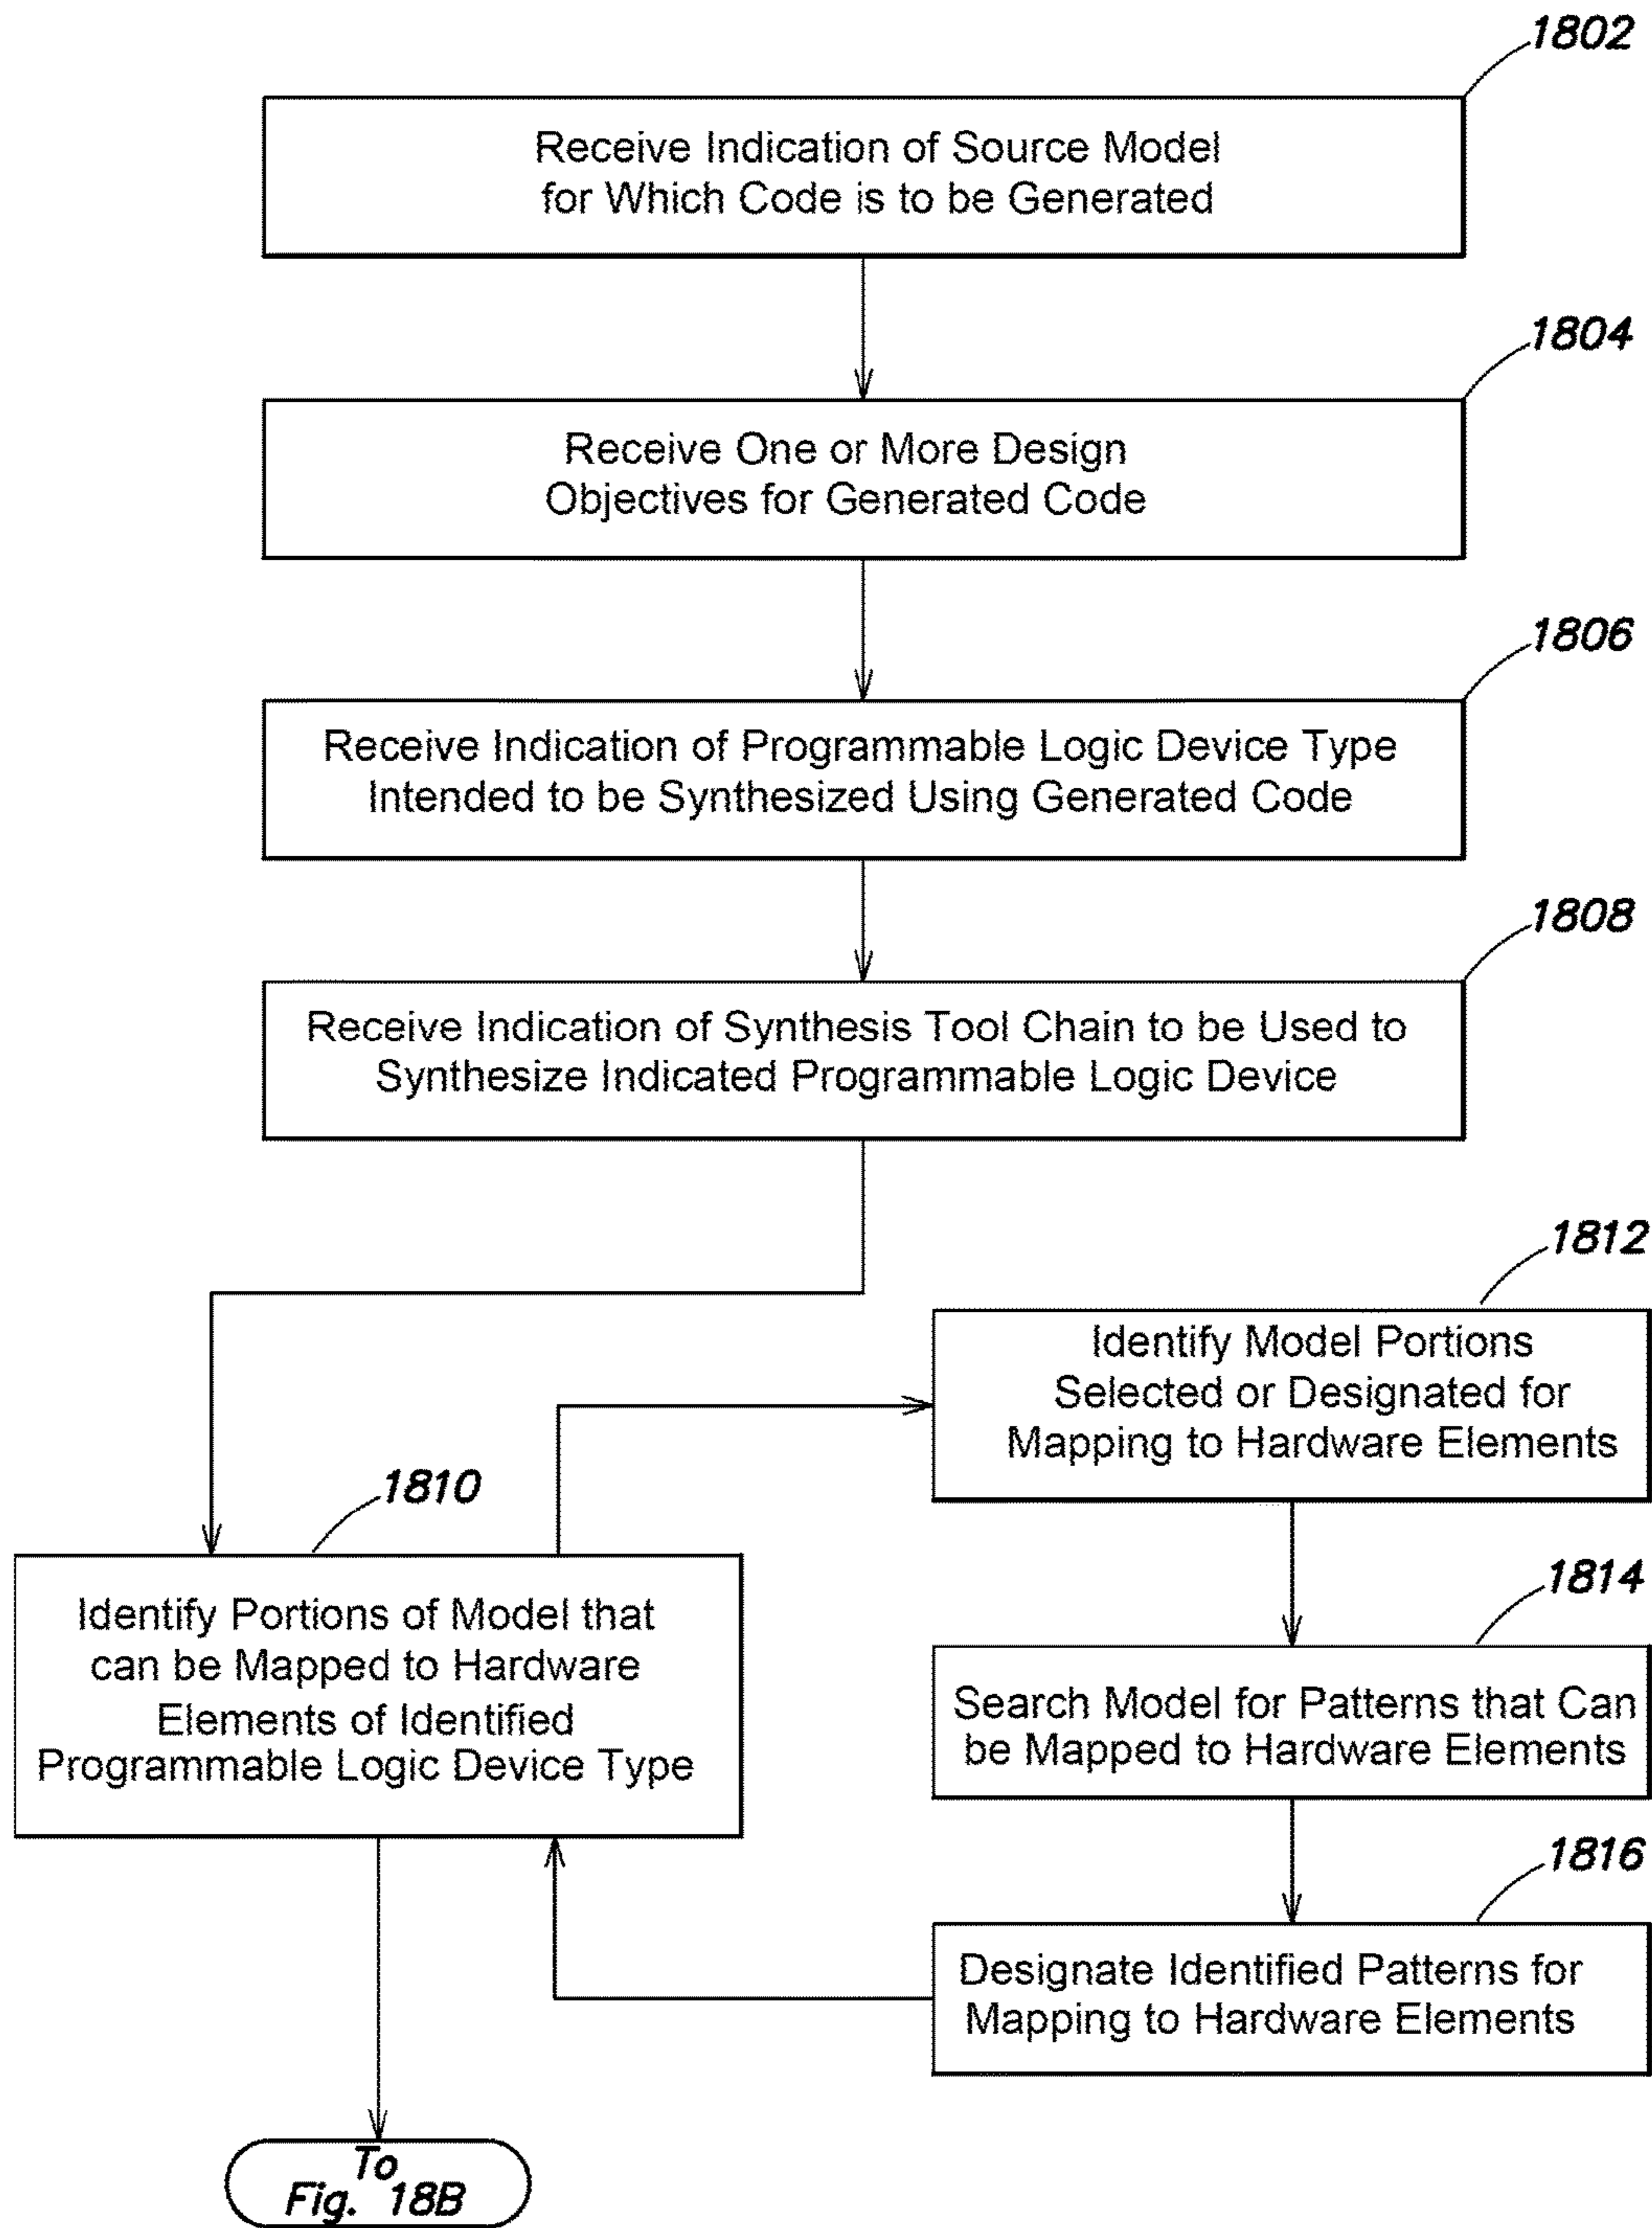 1802
Receive Indication of Source Model
for Which Code is to be Generated
1804
Receive One or More Design
Objectives for Generated Code
1806
Receive Indication of Programmable Logic Device Type
Intended to be Synthesized Using Generated Code
1808
Receive Indication of Synthesis Tool Chain to be Used to
Synthesize Indicated Programmable Logic Device
1810
Identify Portions of Model that
can be Mapped to Hardware
Elements of Identified
Programmable Logic Device Type
1812
Identify Model Portions
Selected or Designated for
Mapping to Hardware Elements
1814
Search Model for Patterns that Can
be Mapped to Hardware Elements
1816
Designate Identified Patterns for
Mapping to Hardware Elements
To
Fig. 18B